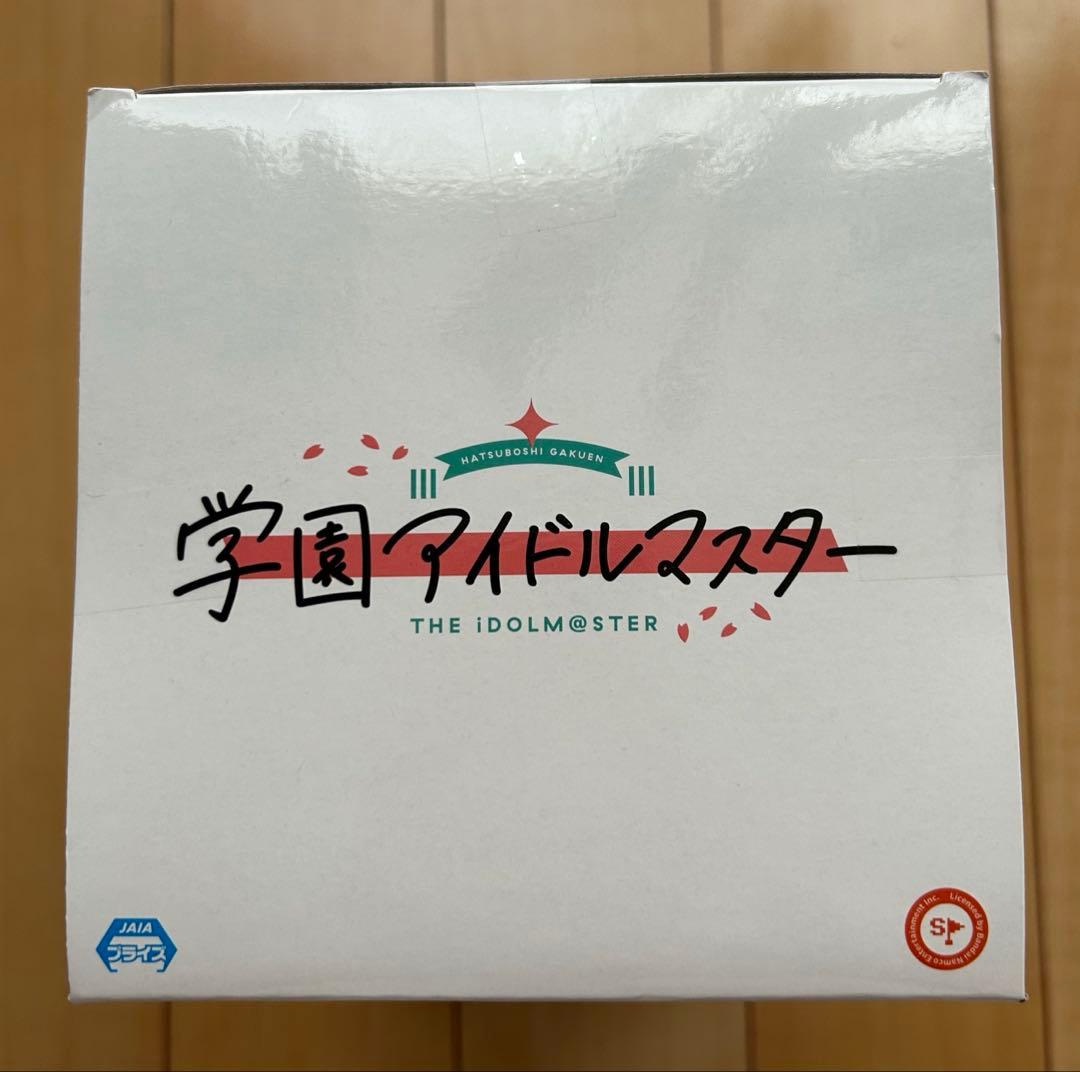 HATSUBOSHI GAKUEN
学園アイドルマスター
THE iDOLM@STER
JAIA
プライズ
Licensed by Bandai Namco Entertainment Inc.
S